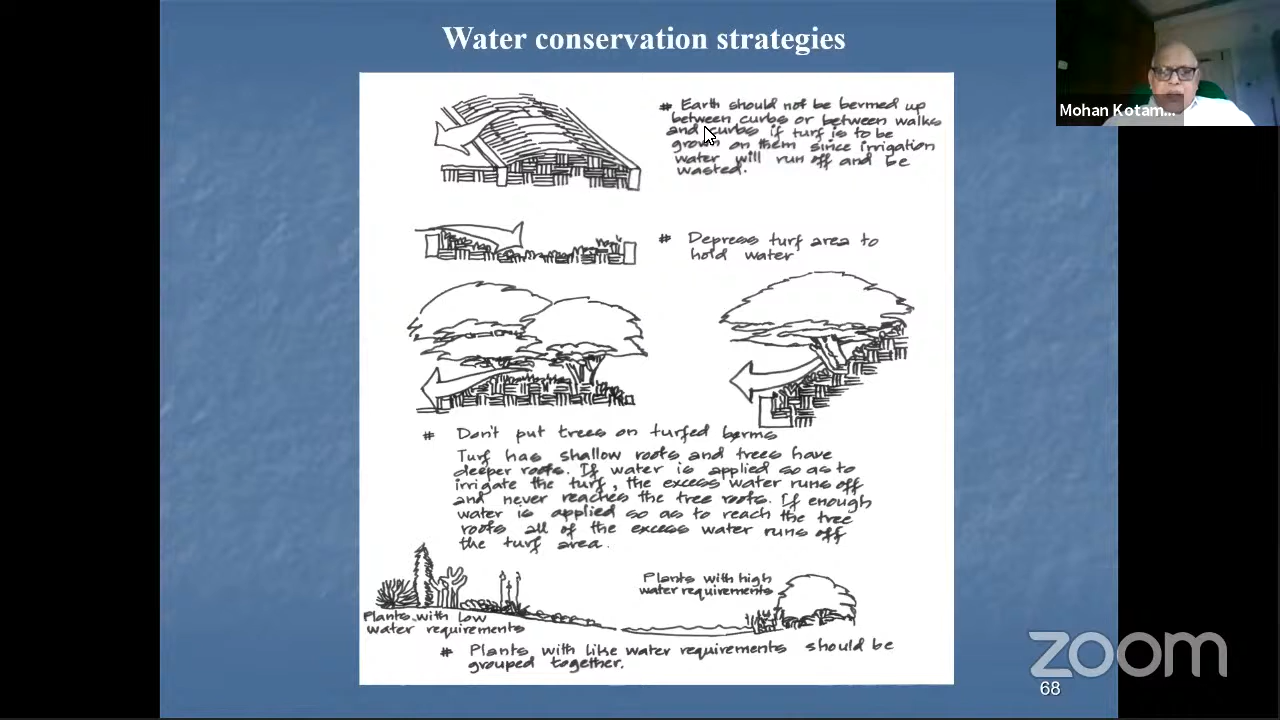 Water conservation strategies
Mohan Kotam...
# Earth should not be bermed up
between curbs or between walks
and curbs if turf is to be
grown on them since irrigation
water will run off and be
wasted.
# Depress turf area to
hold water
# Don't put trees on turfed berms
Turf has shallow roots and trees have
deeper roots. If water is applied so as to
irrigate the turf, the excess water runs off
and never reaches the tree roots. If enough
water is applied so as to reach the tree
roots all of the excess water runs off
the turf area.
Plants with high
water requirements
Plants with low
water requirements
# Plants with like water requirements should be
grouped together.
zoom
68